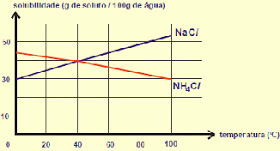 solubilidade (g de soluto / 100g de água)
50
NaCl
30
NH4Cl
10
0 20 40 60 80 100
temperatura (°C)